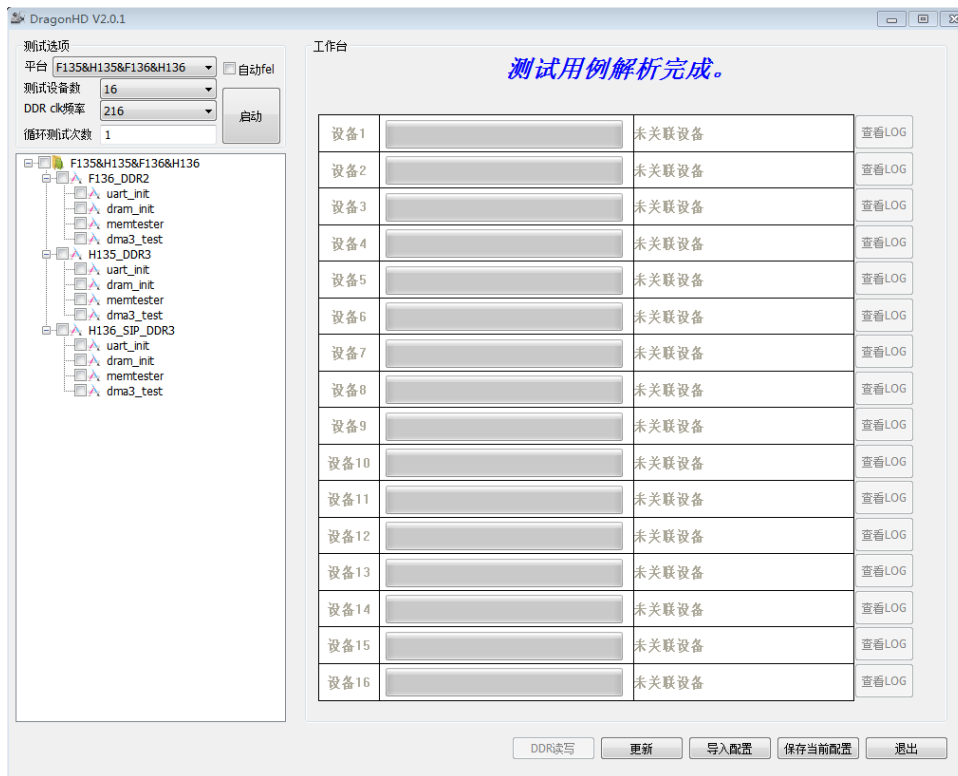 DragonHD V2.0.1
测试选项
平台 F135&H135&F136&H136 自动fel
测试设备数 16
DDR clk频率 216
启动
循环测试次数 1
F135&H135&F136&H136
F136_DDR2
uart_init
dram_init
memtester
dma3_test
H135_DDR3
uart_init
dram_init
memtester
dma3_test
H136_SIP_DDR3
uart_init
dram_init
memtester
dma3_test
工作台
测试用例解析完成。
设备1 未关联设备 查看LOG
设备2 未关联设备 查看LOG
设备3 未关联设备 查看LOG
设备4 未关联设备 查看LOG
设备5 未关联设备 查看LOG
设备6 未关联设备 查看LOG
设备7 未关联设备 查看LOG
设备8 未关联设备 查看LOG
设备9 未关联设备 查看LOG
设备10 未关联设备 查看LOG
设备11 未关联设备 查看LOG
设备12 未关联设备 查看LOG
设备13 未关联设备 查看LOG
设备14 未关联设备 查看LOG
设备15 未关联设备 查看LOG
设备16 未关联设备 查看LOG
DDR读写 更新 导入配置 保存当前配置 退出